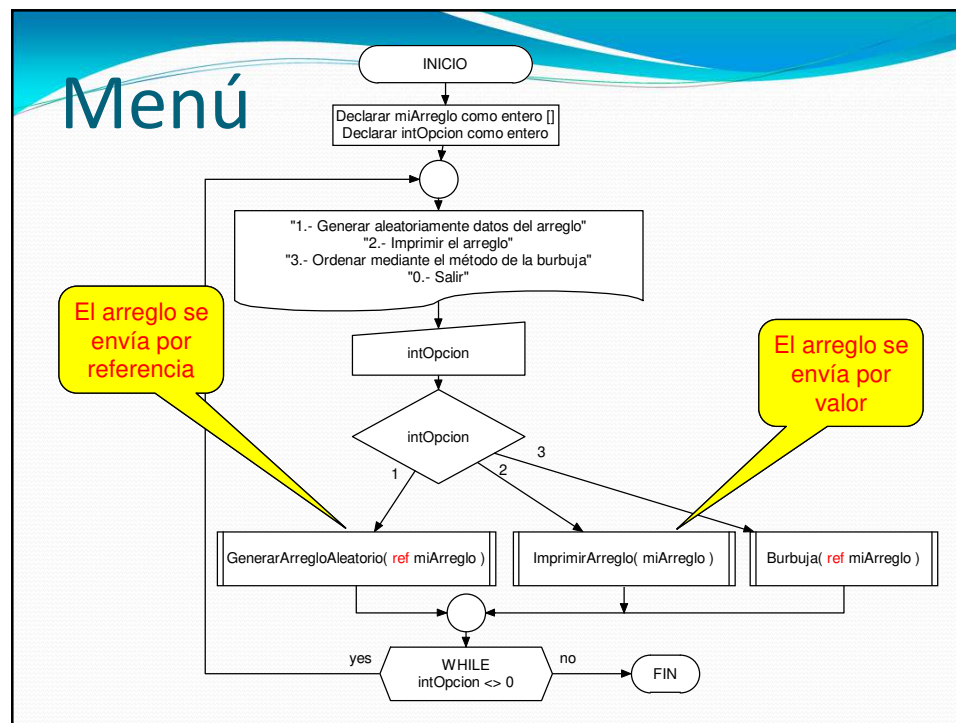 Menú
INICIO
Declarar miArreglo como entero []
Declarar intOpcion como entero
"1.- Generar aleatoriamente datos del arreglo"
"2.- Imprimir el arreglo"
"3.- Ordenar mediante el método de la burbuja"
"0.- Salir"
El arreglo se
envía por
referencia
intOpcion
El arreglo se
envía por
valor
intOpcion
1
2
3
GenerarArregloAleatorio( ref miArreglo )
ImprimirArreglo( miArreglo )
Burbuja( ref miArreglo )
yes
WHILE
intOpcion <> 0
no
FIN